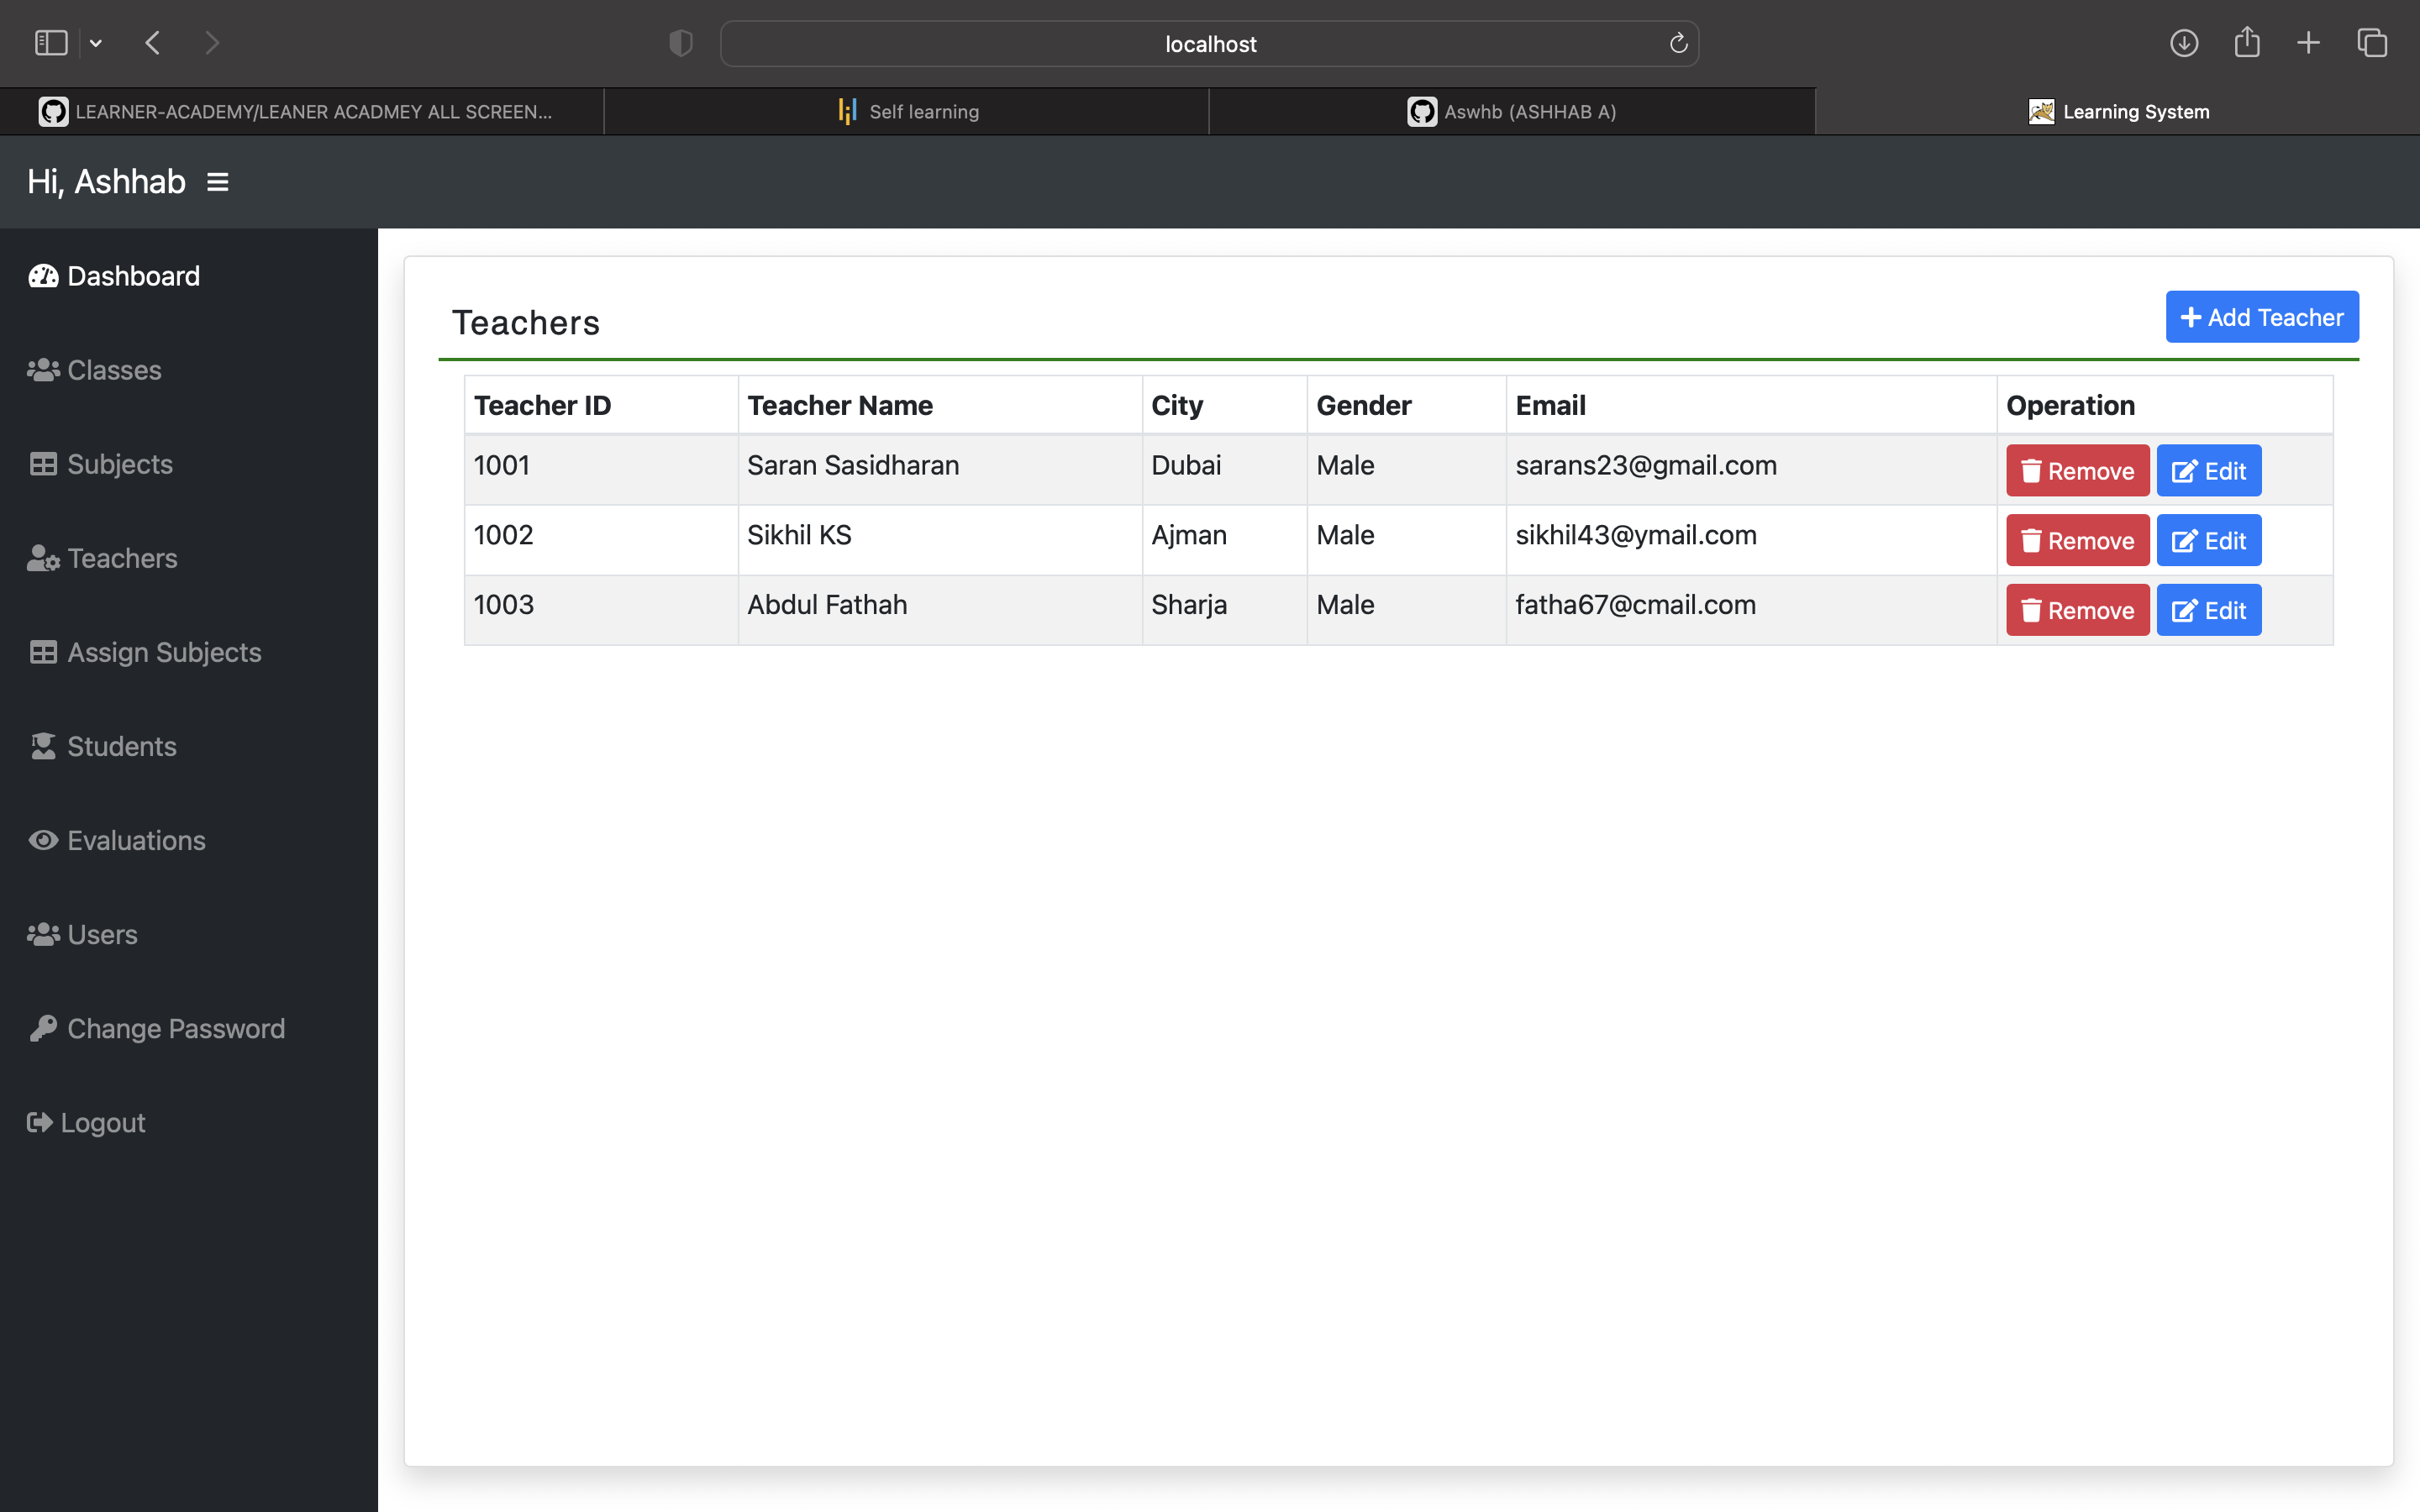 localhost
LEARNER-ACADEMY/LEANER ACADMEY ALL SCREEN...
Self learning
Aswhb (ASHHAB A)
Learning System
Hi, Ashhab
Dashboard
Classes
Subjects
Teachers
Assign Subjects
Students
Evaluations
Users
Change Password
Logout
Teachers
Add Teacher
Teacher ID Teacher Name City Gender Email Operation
1001 Saran Sasidharan Dubai Male sarans23@gmail.com Remove Edit
1002 Sikhil KS Ajman Male sikhil43@ymail.com Remove Edit
1003 Abdul Fathah Sharja Male fatha67@cmail.com Remove Edit